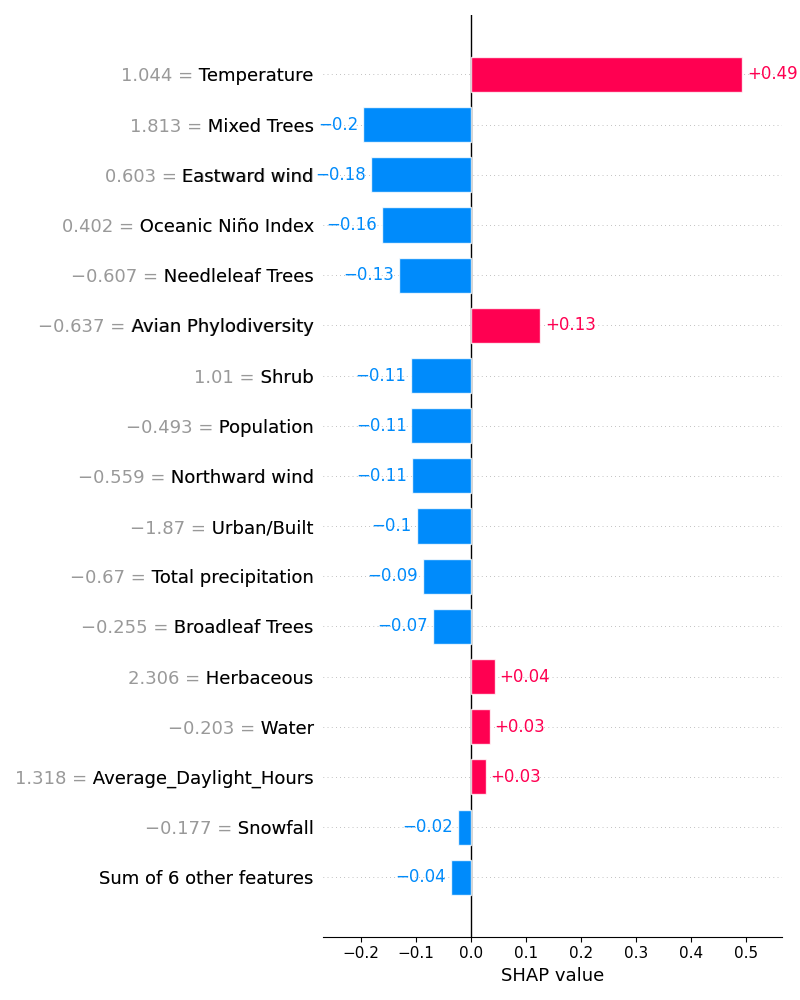 1.044 = Temperature +0.49
1.813 = Mixed Trees −0.2
0.603 = Eastward wind −0.18
0.402 = Oceanic Niño Index −0.16
−0.607 = Needleleaf Trees −0.13
−0.637 = Avian Phylodiversity +0.13
1.01 = Shrub −0.11
−0.493 = Population −0.11
−0.559 = Northward wind −0.11
−1.87 = Urban/Built −0.1
−0.67 = Total precipitation −0.09
−0.255 = Broadleaf Trees −0.07
2.306 = Herbaceous +0.04
−0.203 = Water +0.03
1.318 = Average_Daylight_Hours +0.03
−0.177 = Snowfall −0.02
Sum of 6 other features −0.04
−0.2 −0.1 0.0 0.1 0.2 0.3 0.4 0.5
SHAP value